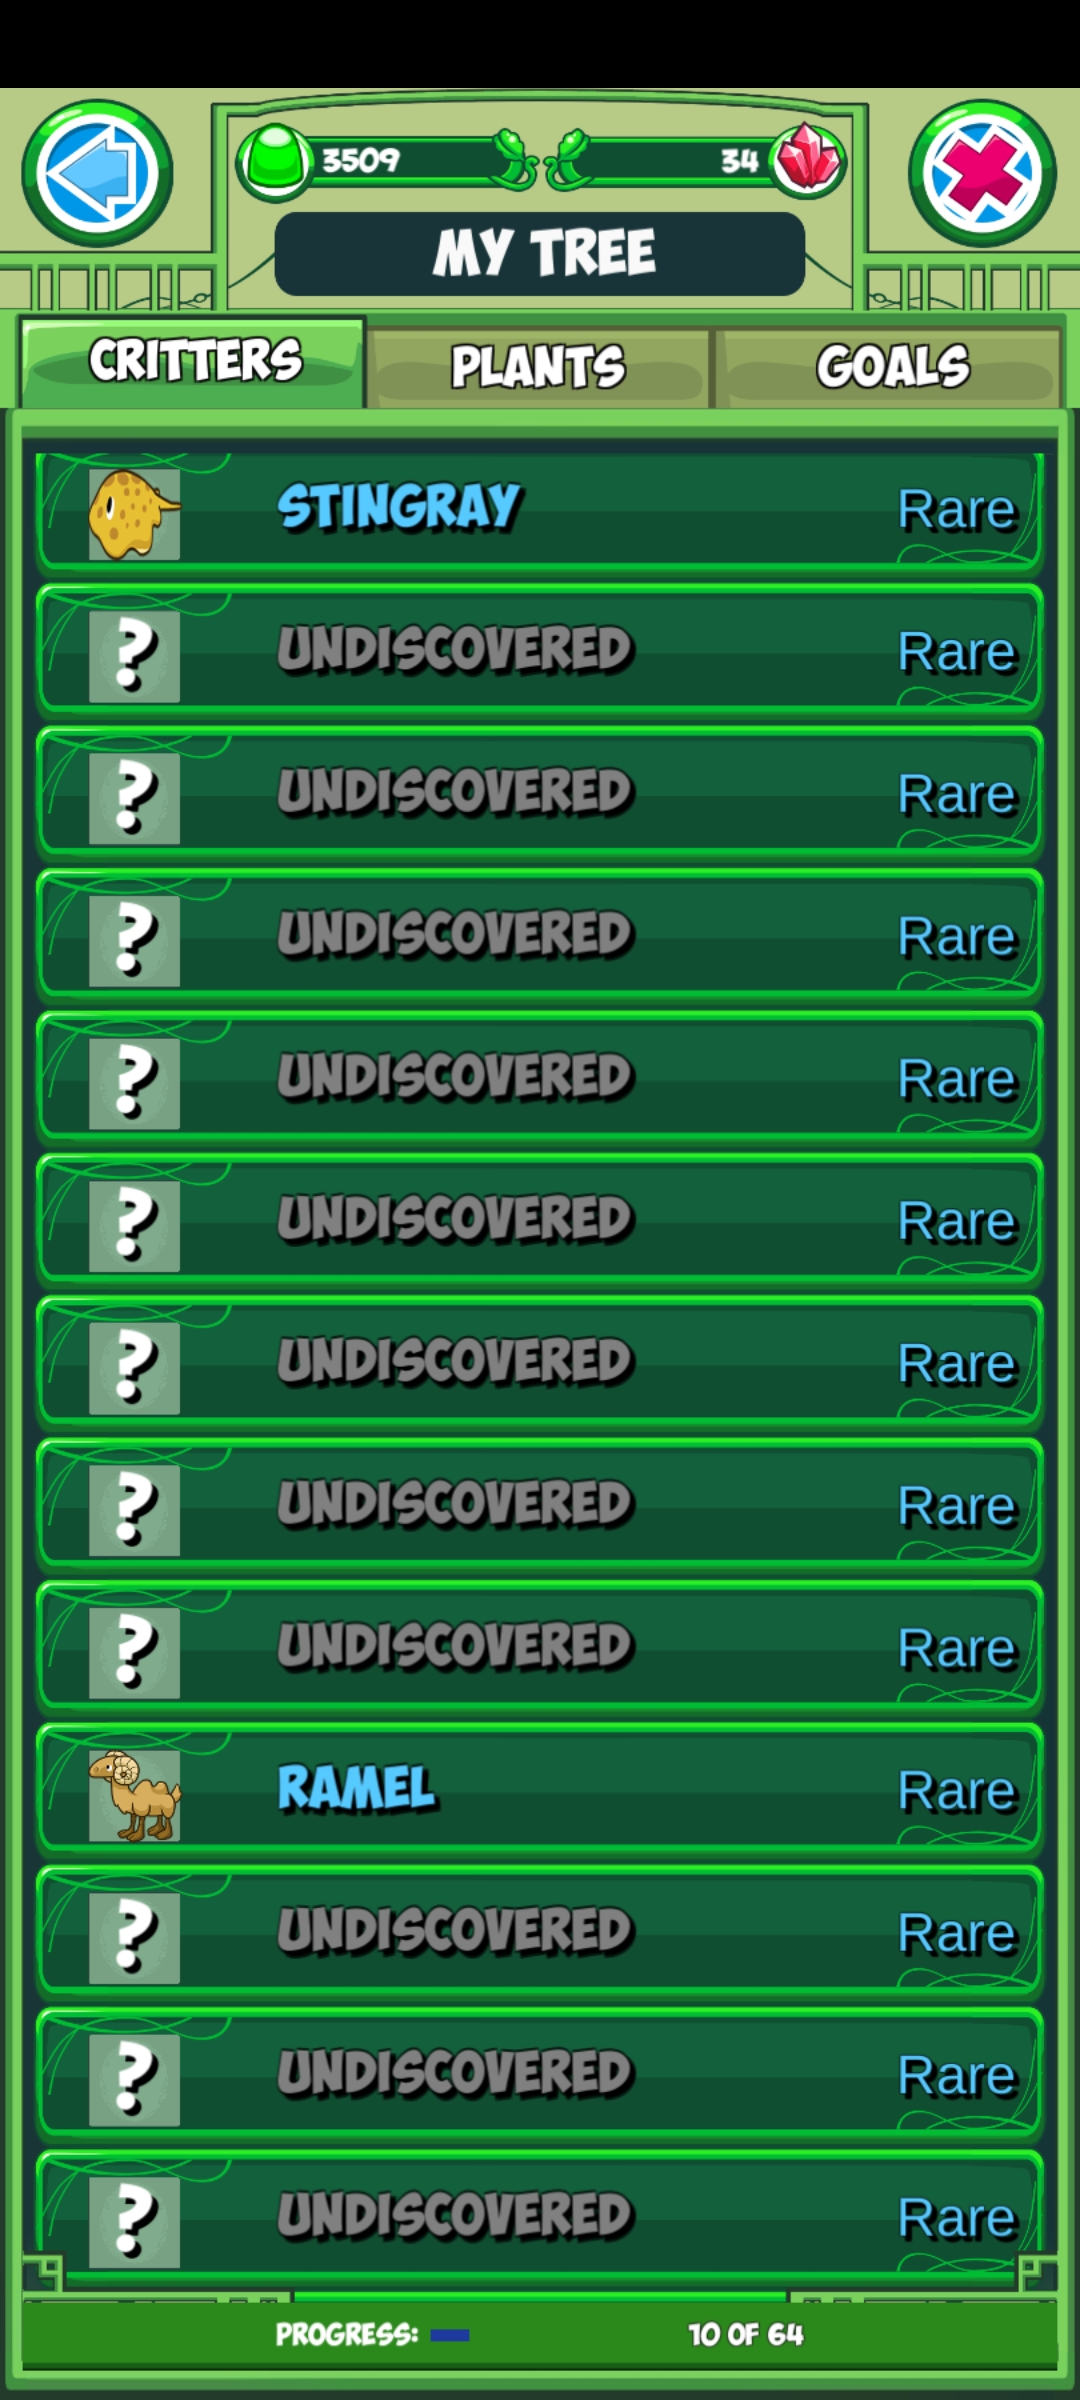 3509
34
MY TREE
CRITTERS
PLANTS
GOALS
STINGRAY
Rare
?
UNDISCOVERED
Rare
?
UNDISCOVERED
Rare
?
UNDISCOVERED
Rare
?
UNDISCOVERED
Rare
?
UNDISCOVERED
Rare
?
UNDISCOVERED
Rare
?
UNDISCOVERED
Rare
?
UNDISCOVERED
Rare
RAMEL
Rare
?
UNDISCOVERED
Rare
?
UNDISCOVERED
Rare
?
UNDISCOVERED
Rare
PROGRESS:
10 OF 64